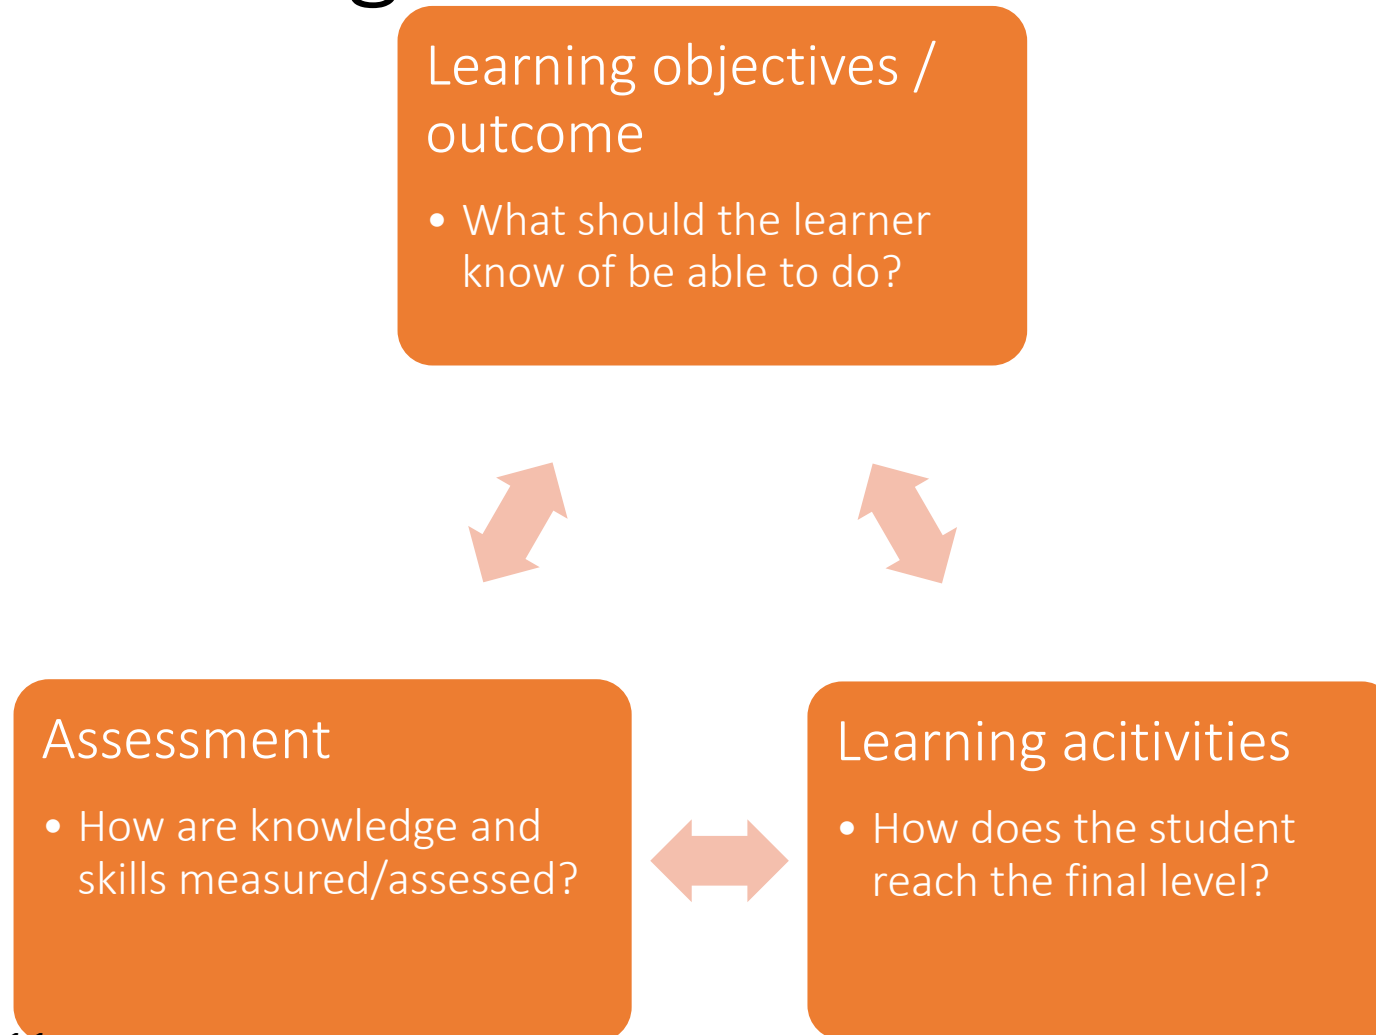 Learning objectives /
outcome
• What should the learner
know of be able to do?
Assessment
• How are knowledge and
skills measured/assessed?
Learning acitivities
• How does the student
reach the final level?